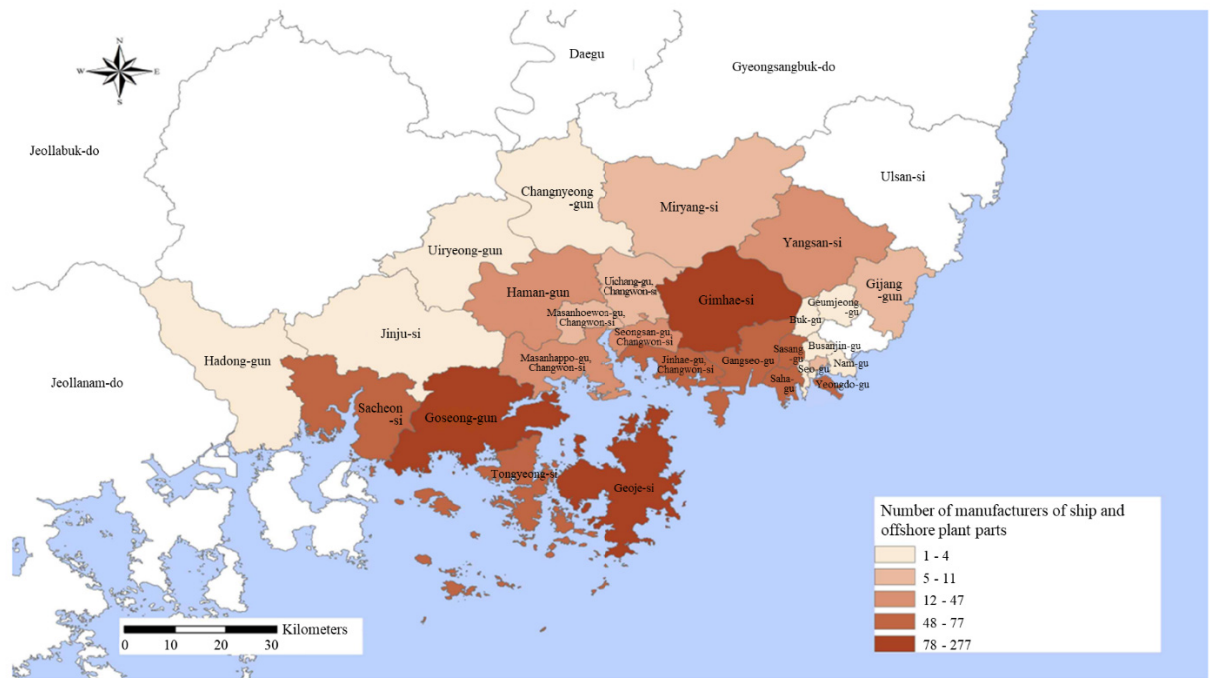 N
W E
S
Daegu
Gyeongsangbuk-do
Jeollabuk-do
Ulsan-si
Changnyeong
-gun
Miryang-si
Yangsan-si
Uiryeong-gun
Uichang-gu,
Changwon-si
Haman-gun
Gimhae-si
Gijang
-gun
Geumjeong
-gu
Masanhoewon-gu,
Changwon-si
Buk-gu
Jinju-si
Seongsan-gu,
Changwon-si
Busanjin-gu
Hadong-gun
Masanhappo-gu,
Changwon-si
Jinhae-gu,
Changwon-si
Gangseo-gu
Sasang
-gu
Nam-gu
Seo-gu
Jeollanam-do
Saha-
gu
Yeongdo-gu
Sacheon
-si
Goseong-gun
Tongyeong-si
Geoje-si
Number of manufacturers of ship and
offshore plant parts
1 - 4
5 - 11
12 - 47
48 - 77
78 - 277
Kilometers
0 10 20 30